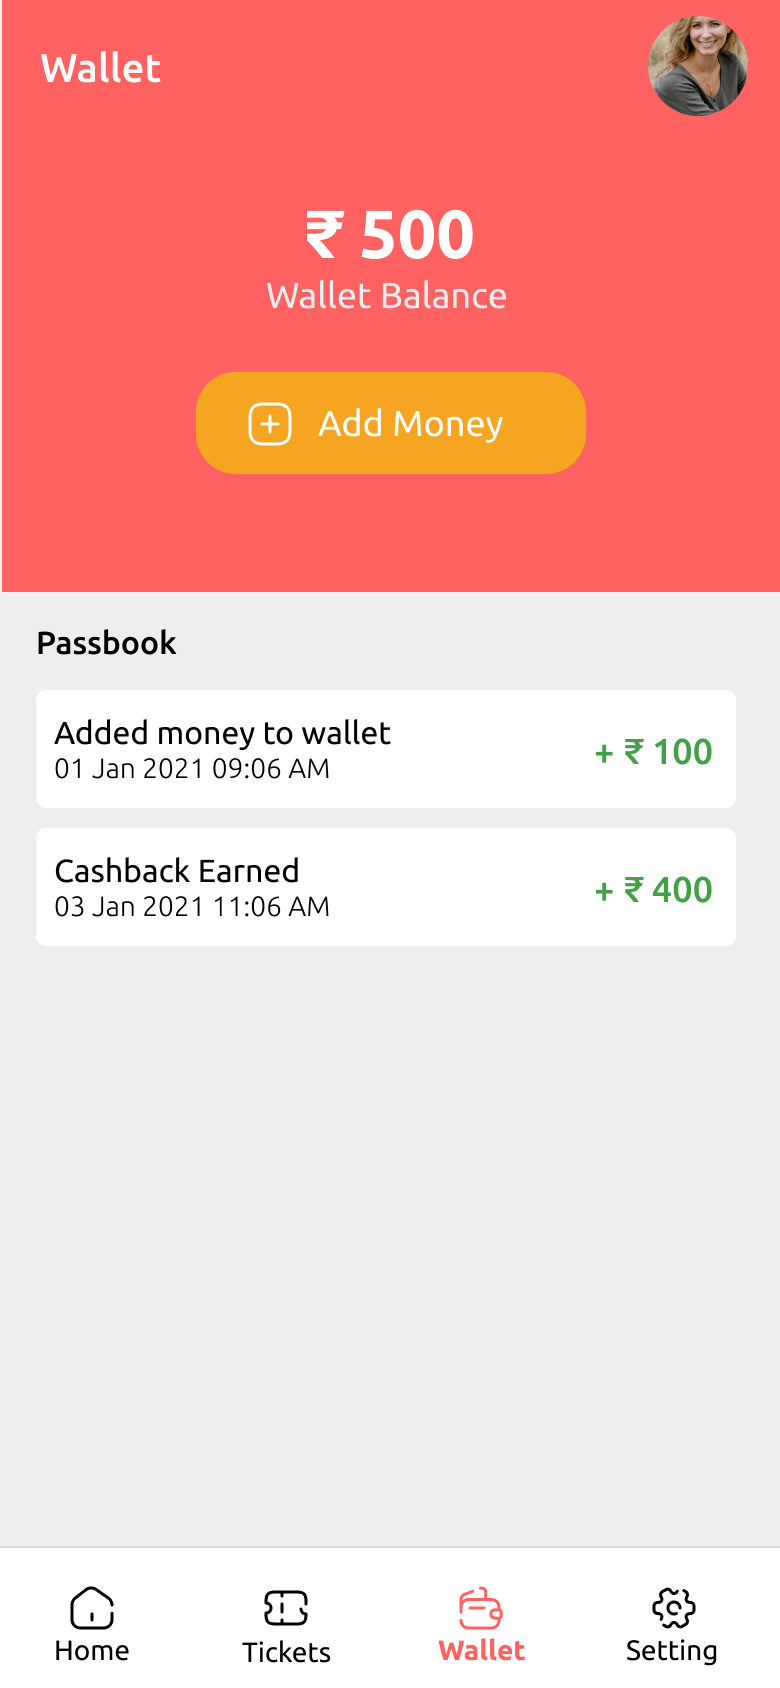 Wallet
₹ 500
Wallet Balance
Add Money
Passbook
Added money to wallet
01 Jan 2021 09:06 AM
+ ₹ 100
Cashback Earned
03 Jan 2021 11:06 AM
+ ₹ 400
Home
Tickets
Wallet
Setting